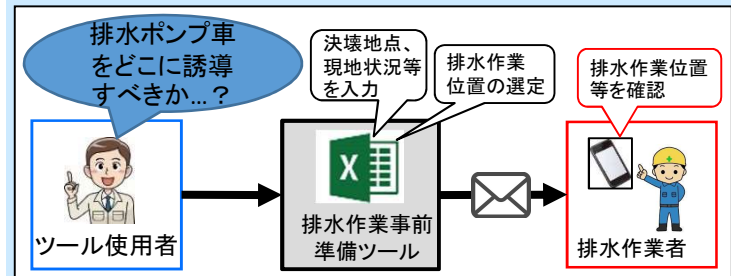 排水ポンプ車
をどこに誘導
すべきか…？
決壊地点、
現地状況等
を入力
排水作業
位置の選定
排水作業位置
等を確認
X
ツール使用者
排水作業事前
準備ツール
排水作業者